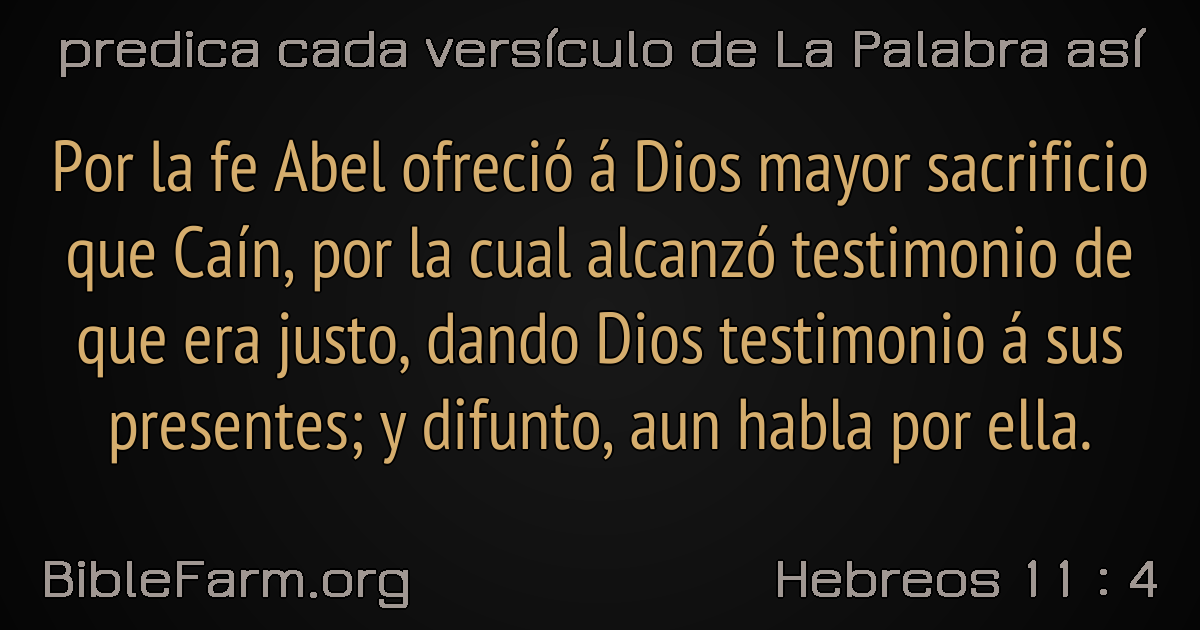 predica cada versículo de La Palabra así
Por la fe Abel ofreció á Dios mayor sacrificio
que Caín, por la cual alcanzó testimonio de
que era justo, dando Dios testimonio á sus
presentes; y difunto, aun habla por ella.
BibleFarm.org
Hebreos 11 : 4